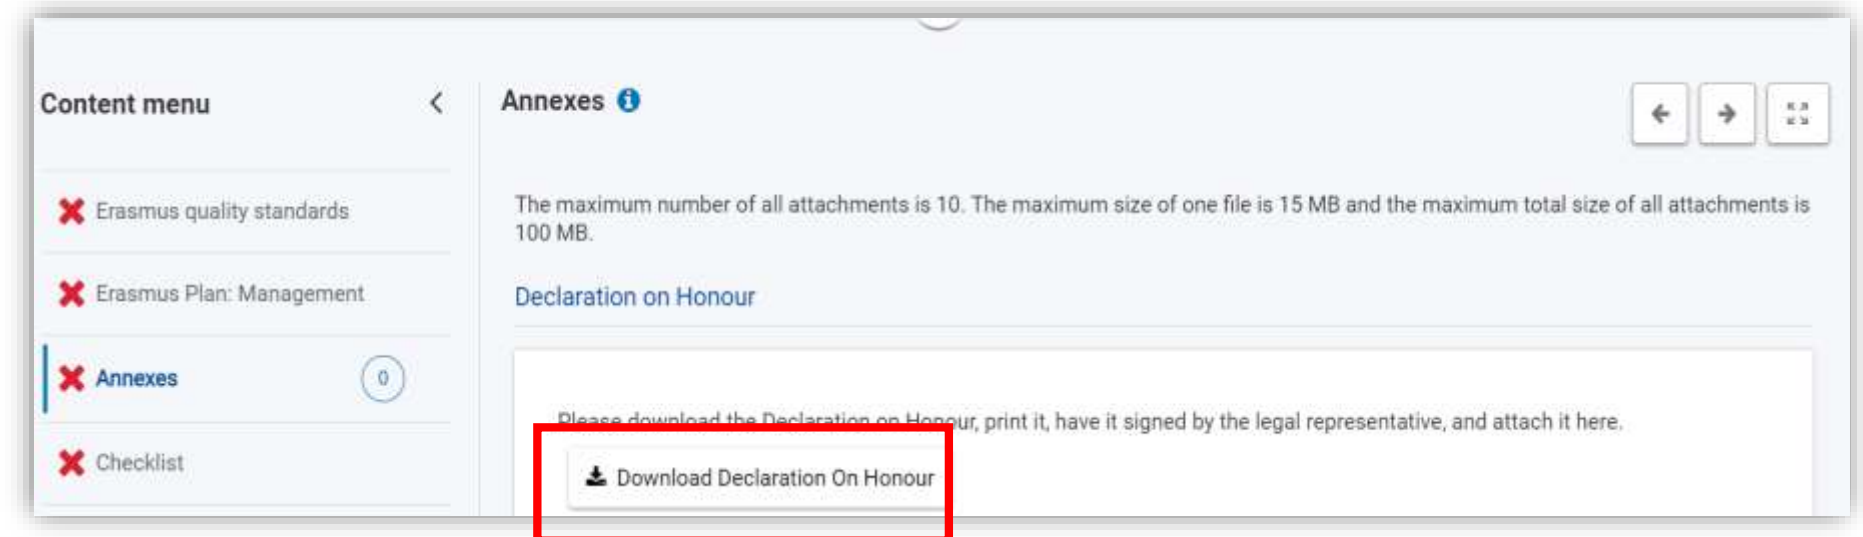 Content menu
Erasmus quality standards
Erasmus Plan: Management
Annexes
0
Checklist
Annexes
The maximum number of all attachments is 10. The maximum size of one file is 15 MB and the maximum total size of all attachments is
100 MB.
Declaration on Honour
Please download the Declaration on Honour, print it, have it signed by the legal representative, and attach it here.
Download Declaration On Honour